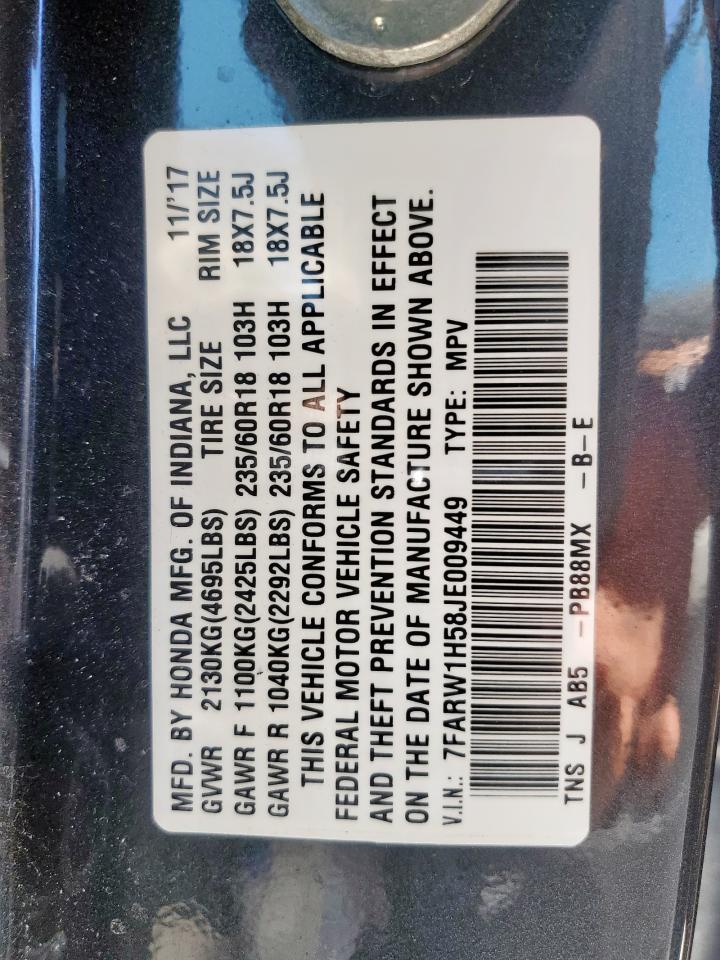 MFD. BY HONDA MFG. OF INDIANA, LLC 11/'17
GVWR 2130KG(4695LBS) TIRE SIZE RIM SIZE
GAWR F 1100KG(2425LBS) 235/60R18 103H 18X7.5J
GAWR R 1040KG(2292LBS) 235/60R18 103H 18X7.5J
THIS VEHICLE CONFORMS TO ALL APPLICABLE
FEDERAL MOTOR VEHICLE SAFETY
AND THEFT PREVENTION STANDARDS IN EFFECT
ON THE DATE OF MANUFACTURE SHOWN ABOVE.
V.I.N.: 7FARW1H58JE009449 TYPE: MPV
TNS J AB5 -PB88MX -B-E